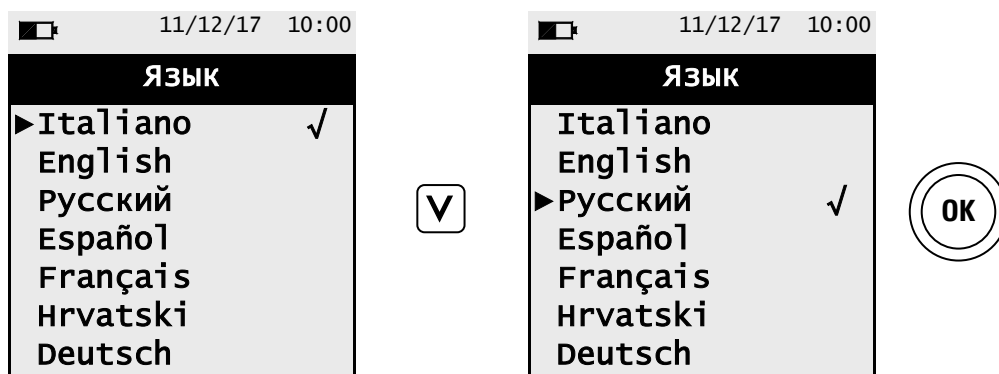 11/12/17 10:00
Язык
►Italiano √
English
Русский
Español
Français
Hrvatski
Deutsch
V
11/12/17 10:00
Язык
Italiano
English
►Русский √
Español
Français
Hrvatski
Deutsch
OK